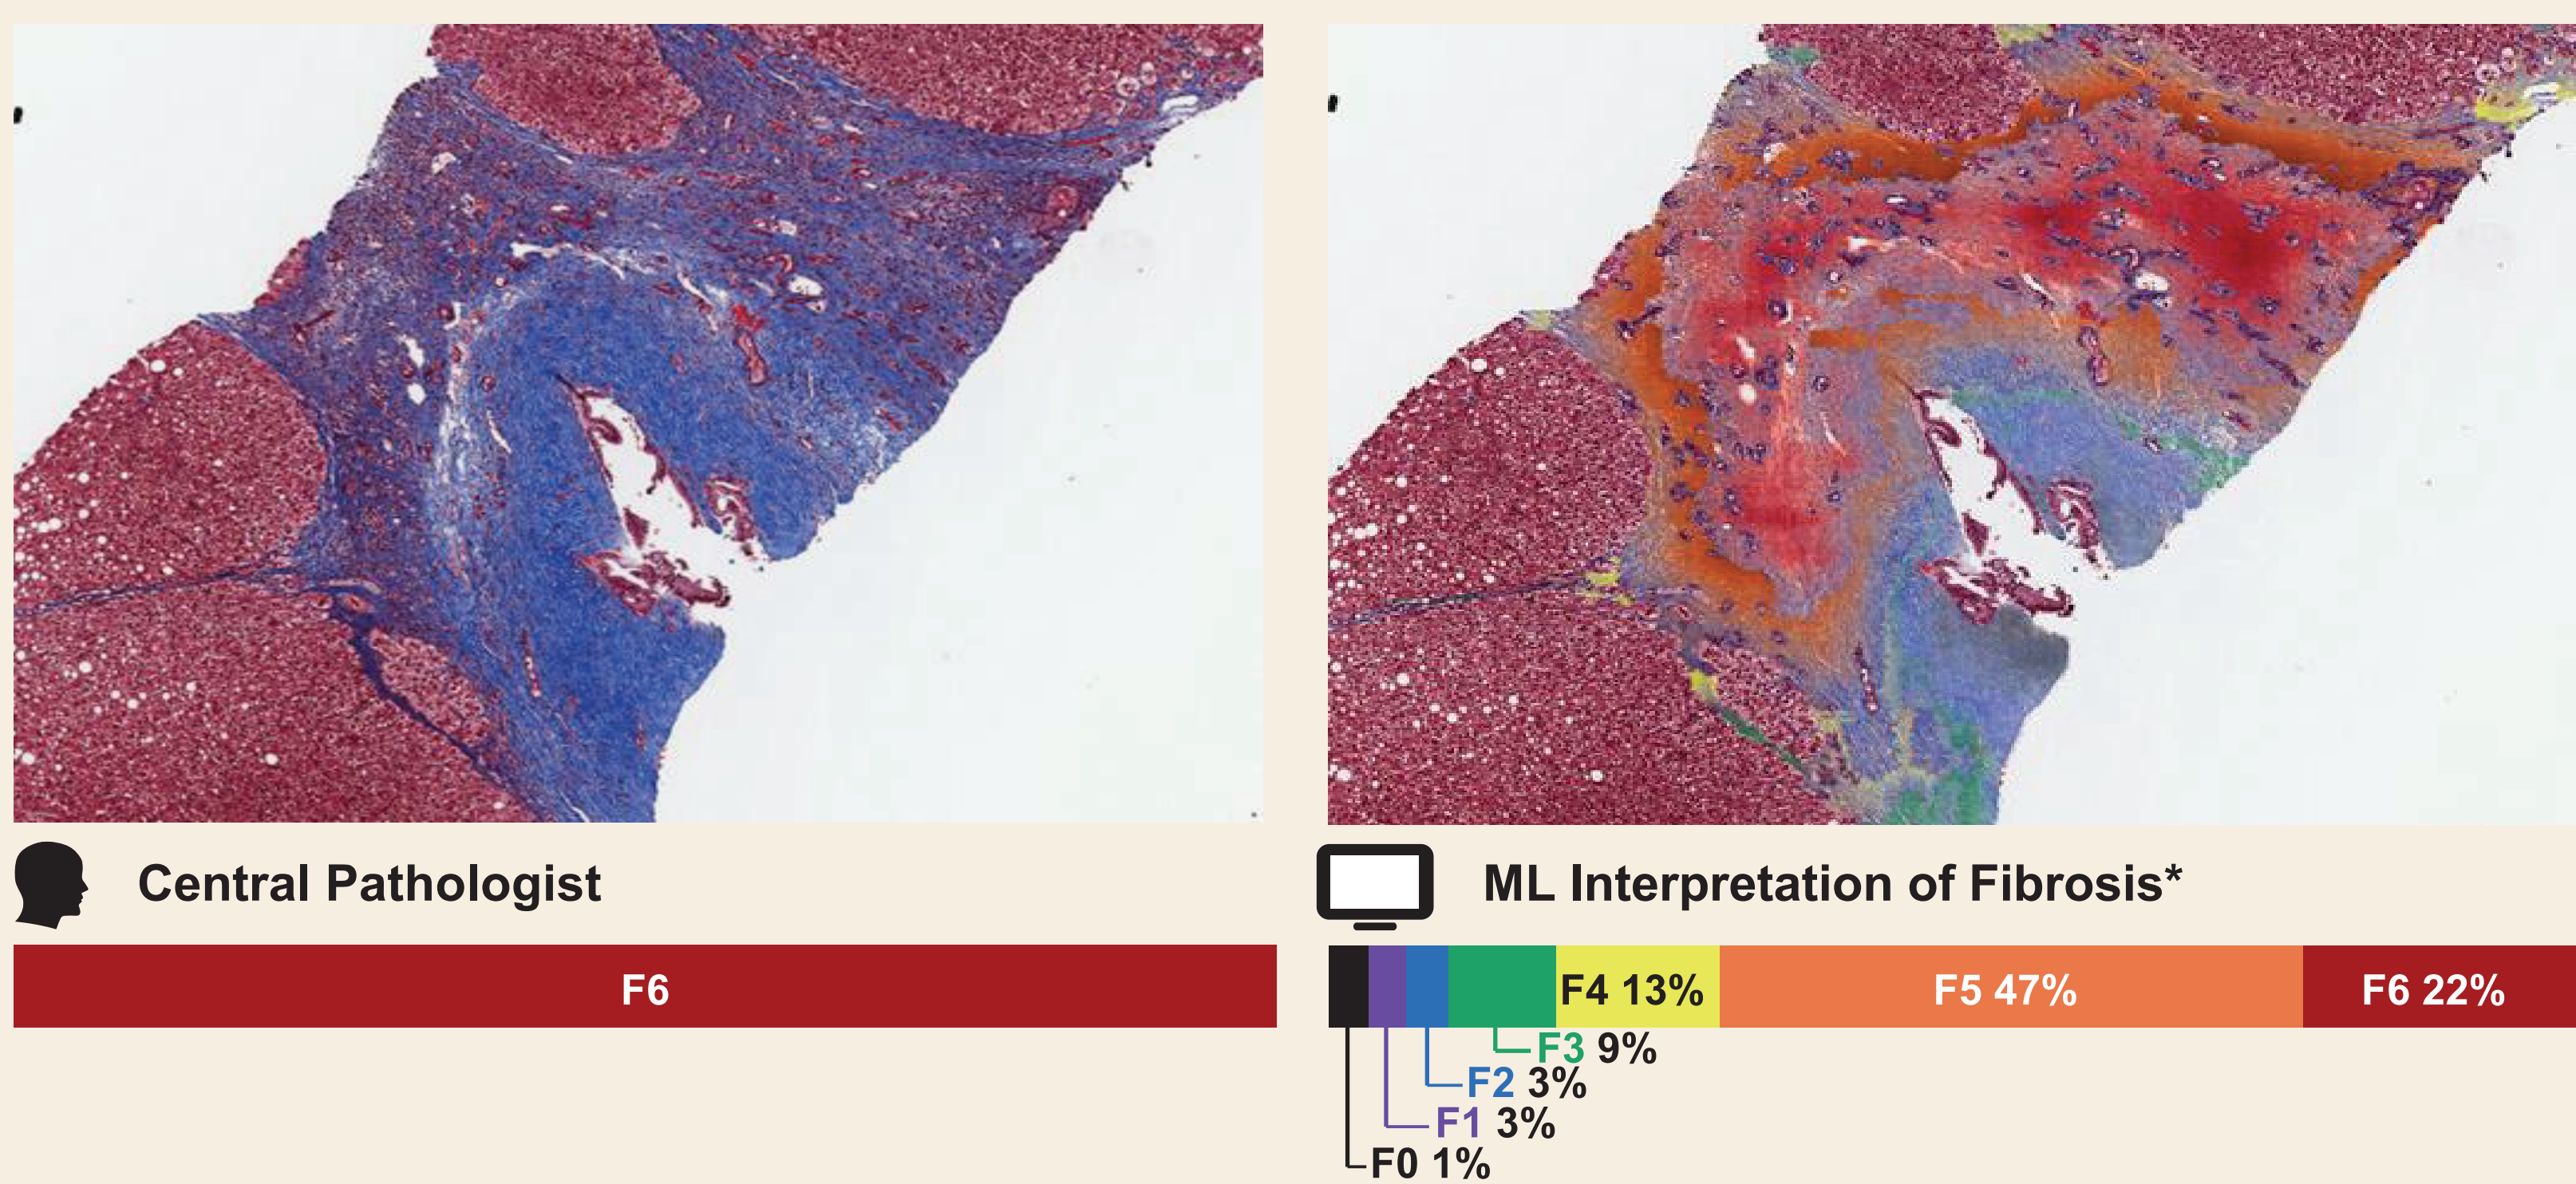 Central Pathologist
F6
ML Interpretation of Fibrosis*
F4 13%
F5 47%
F6 22%
F3 9%
F2 3%
F1 3%
F0 1%